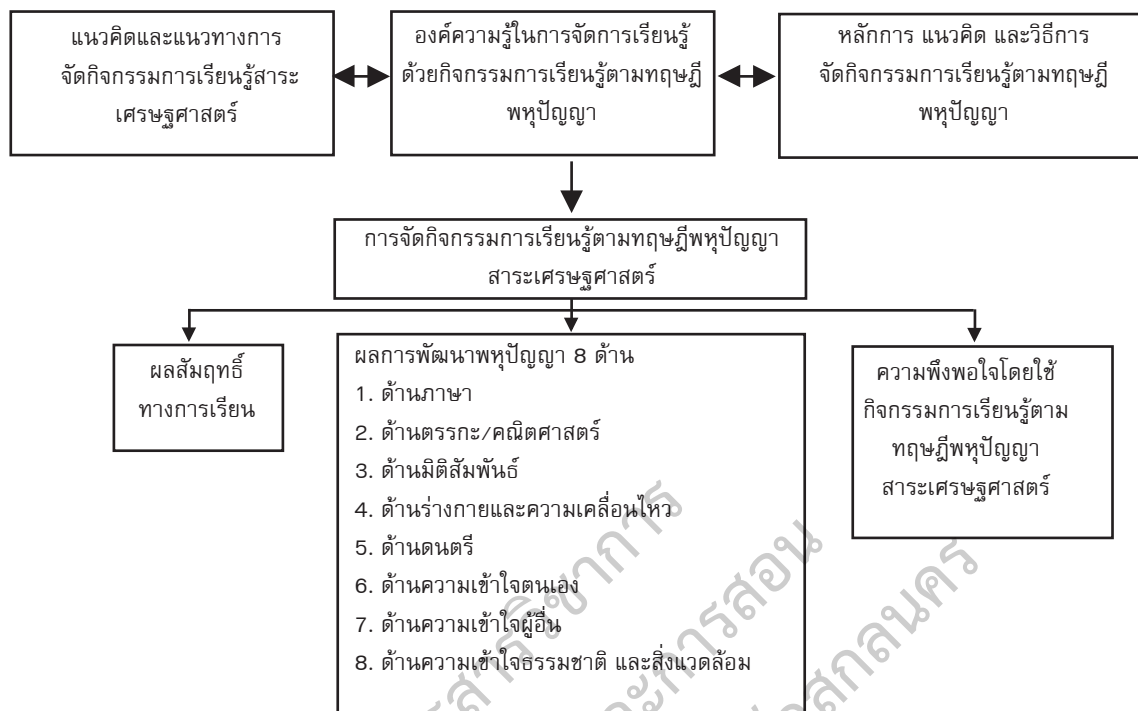 แนวคิดและแนวทางการ
จัดกิจกรรมการเรียนรู้สาระ
เศรษฐศาสตร์
องค์ความรู้ในการจัดการเรียนรู้
ด้วยกิจกรรมการเรียนรู้ตามทฤษฎี
พหุปัญญา
หลักการ แนวคิด และวิธีการ
จัดกิจกรรมการเรียนรู้ตามทฤษฎี
พหุปัญญา
การจัดกิจกรรมการเรียนรู้ตามทฤษฎีพหุปัญญา
สาระเศรษฐศาสตร์
ผลสัมฤทธิ์
ทางการเรียน
ผลการพัฒนาพหุปัญญา 8 ด้าน
1. ด้านภาษา
2. ด้านตรรกะ/คณิตศาสตร์
3. ด้านมิติสัมพันธ์
4. ด้านร่างกายและความเคลื่อนไหว
5. ด้านดนตรี
6. ด้านความเข้าใจตนเอง
7. ด้านความเข้าใจผู้อื่น
8. ด้านความเข้าใจธรรมชาติ และสิ่งแวดล้อม
ความพึงพอใจโดยใช้
กิจกรรมการเรียนรู้ตาม
ทฤษฎีพหุปัญญา
สาระเศรษฐศาสตร์
สารวิชาการ
ะการสอน
สกลนคร